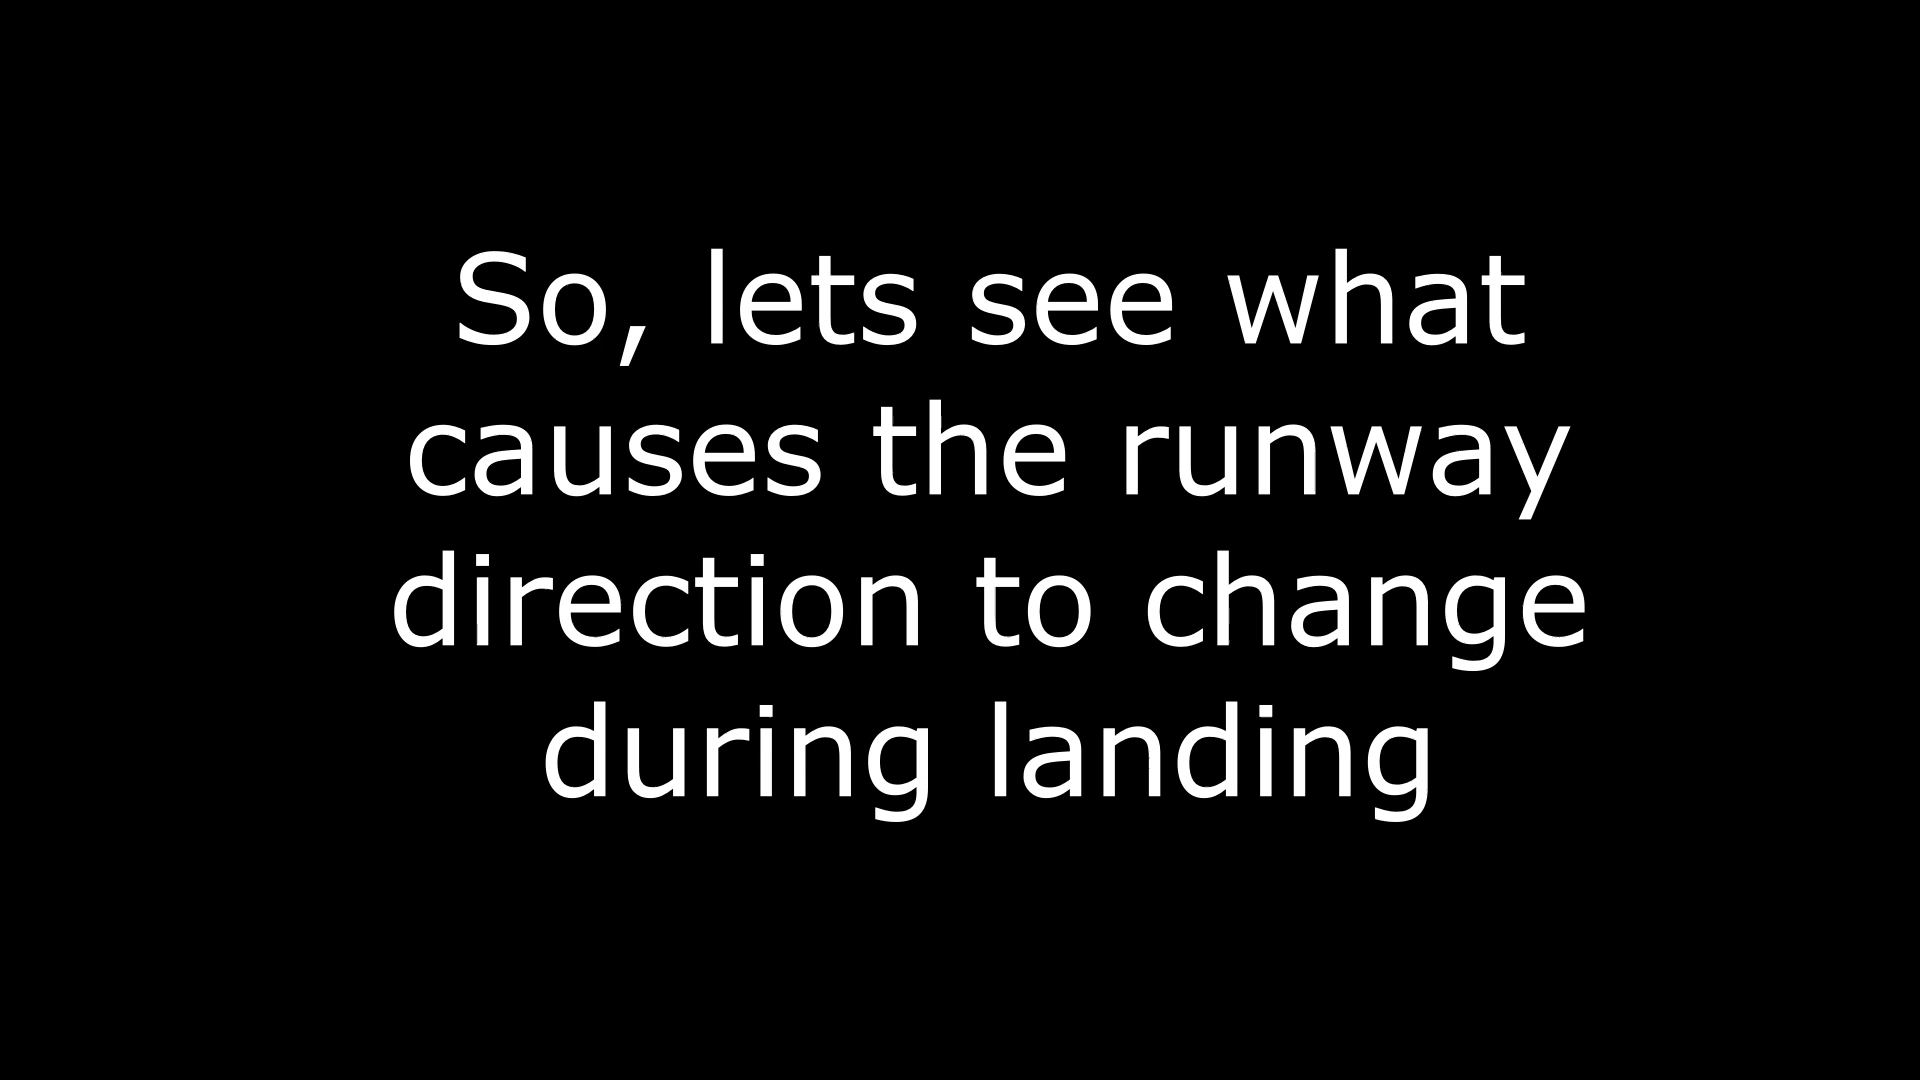 So, lets see what
causes the runway
direction to change
during landing